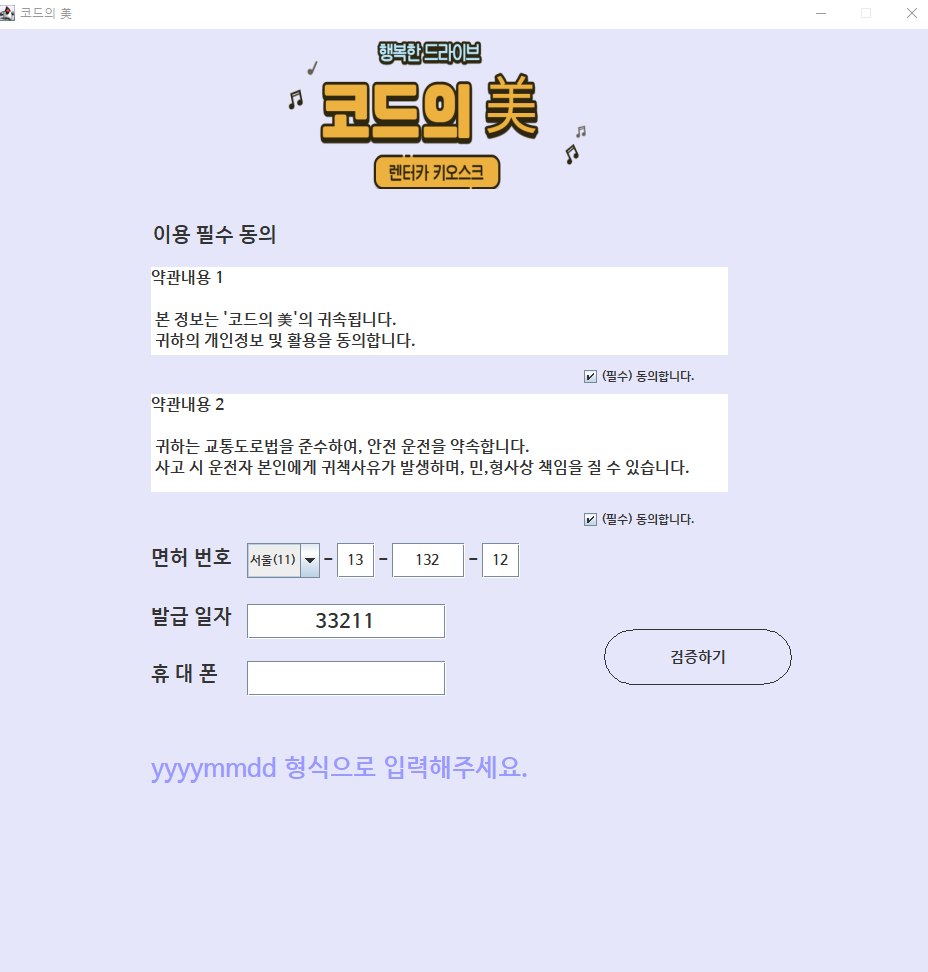 코드의 美
행복한 드라이브
코드의 美
렌터카 키오스크
이용 필수 동의
약관내용 1
본 정보는 '코드의 美'의 귀속됩니다.
귀하의 개인정보 및 활용을 동의합니다.
(필수) 동의합니다.
약관내용 2
귀하는 교통도로법을 준수하여, 안전 운전을 약속합니다.
사고 시 운전자 본인에게 귀책사유가 발생하며, 민,형사상 책임을 질 수 있습니다.
(필수) 동의합니다.
면허 번호 서울(11) - 13 - 132 - 12
발급 일자 33211
휴 대 폰
검증하기
yyyymmdd 형식으로 입력해주세요.